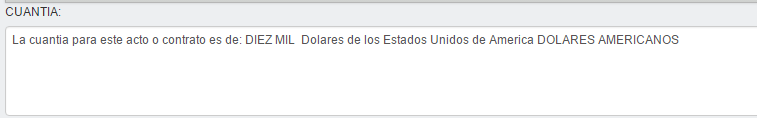 CUANTIA:
La cuantia para este acto o contrato es de: DIEZ MIL  Dolares de los Estados Unidos de America DOLARES AMERICANOS